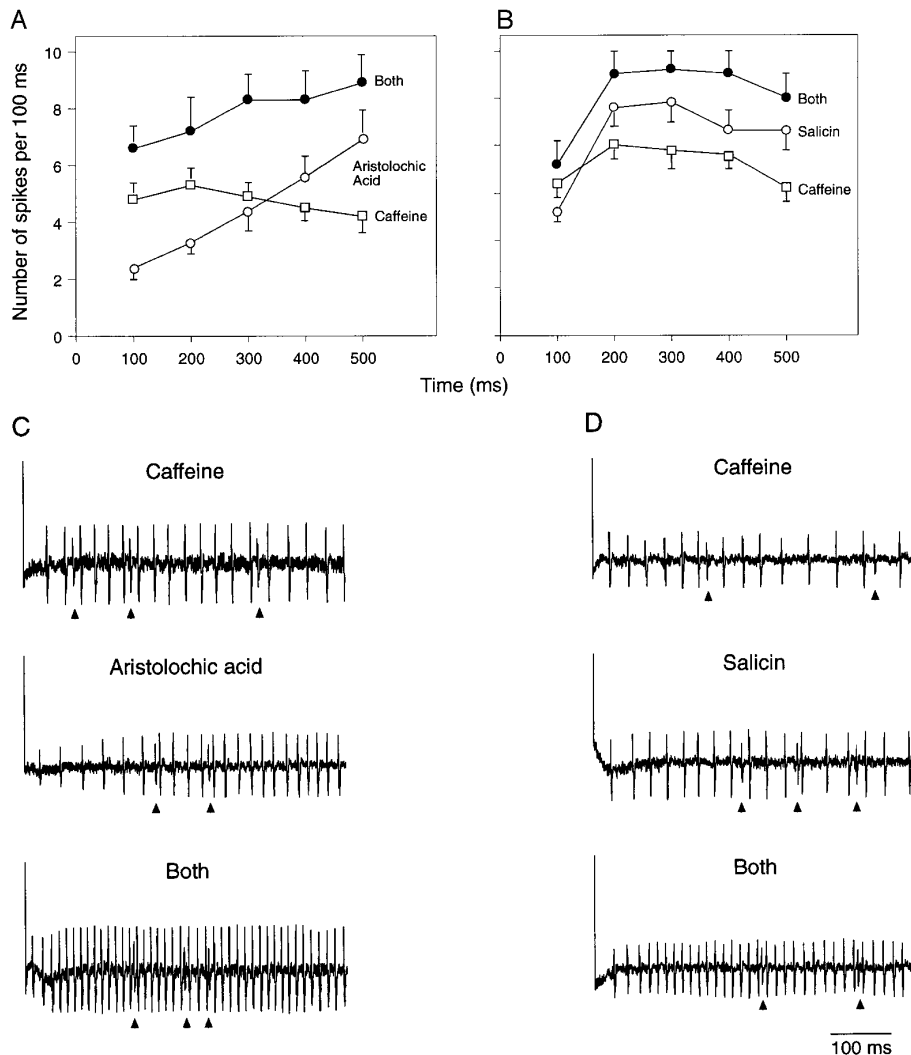 A
B
Number of spikes per 100 ms
10
8
6
4
2
0
Both
Aristolochic
Acid
Caffeine
0
100
200
300
400
500
Both
Salicin
Caffeine
0
100
200
300
400
500
Time (ms)
C
D
Caffeine
Caffeine
Aristolochic acid
Salicin
Both
Both
100 ms